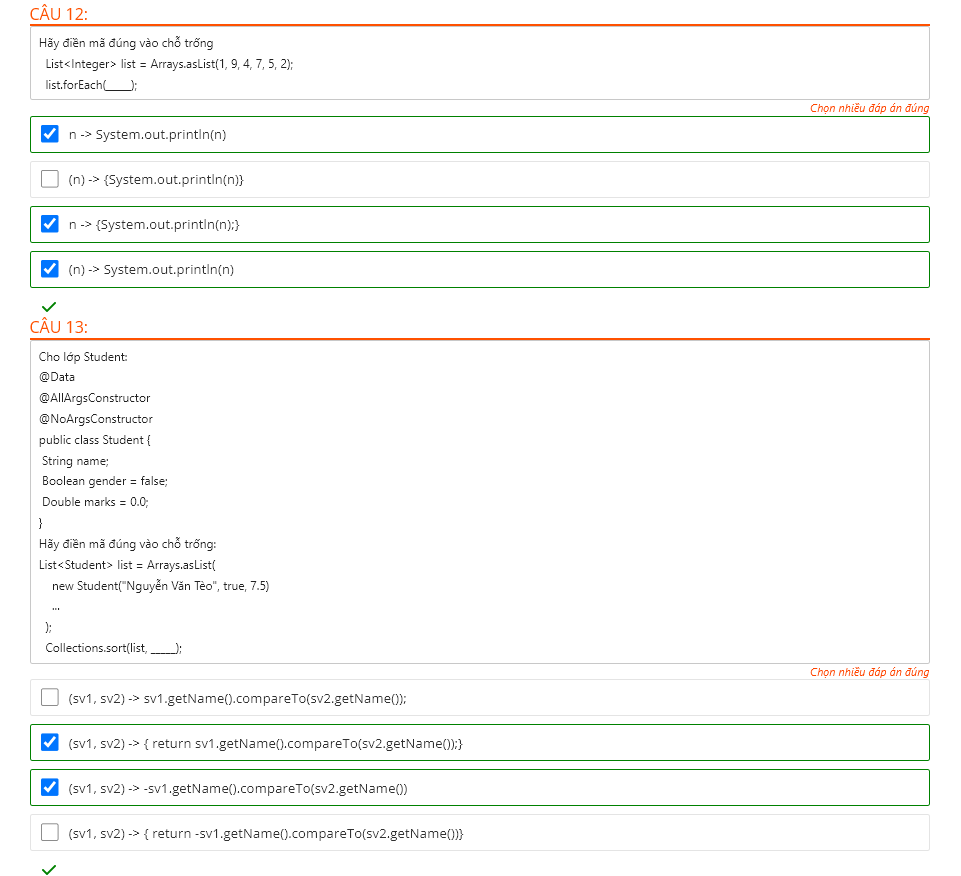 CÂU 12:
Hãy điền mã đúng vào chỗ trống
List<Integer> list = Arrays.asList(1, 9, 4, 7, 5, 2);
list.forEach(_____);
Chọn nhiều đáp án đúng
n -> System.out.println(n)
(n) -> {System.out.println(n)}
n -> {System.out.println(n);}
(n) -> System.out.println(n)
CÂU 13:
Cho lớp Student:
@Data
@AllArgsConstructor
@NoArgsConstructor
public class Student {
String name;
Boolean gender = false;
Double marks = 0.0;
}
Hãy điền mã đúng vào chỗ trống:
List<Student> list = Arrays.asList(
new Student("Nguyễn Văn Tèo", true, 7.5)
...
);
Collections.sort(list, _____);
Chọn nhiều đáp án đúng
(sv1, sv2) -> sv1.getName().compareTo(sv2.getName());
(sv1, sv2) -> { return sv1.getName().compareTo(sv2.getName());}
(sv1, sv2) -> -sv1.getName().compareTo(sv2.getName())
(sv1, sv2) -> { return -sv1.getName().compareTo(sv2.getName())}